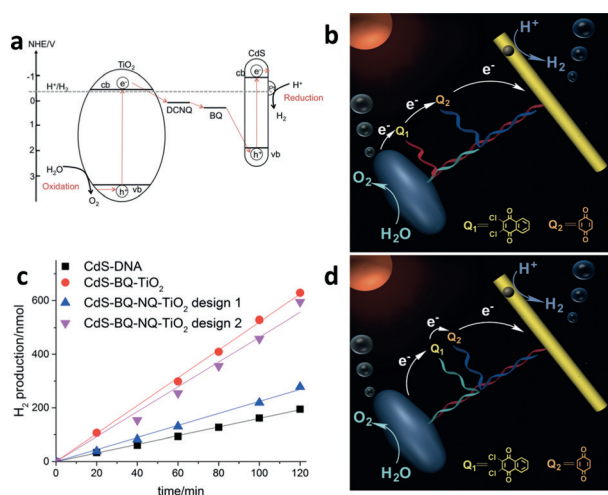 a
NHE/V
TiO2
CdS
-1
H+/H2
0
1
2
3
cb
e-
DCNQ
BQ
cb
e-
Pt
H+
Reduction
H2
vb
h+
H2O
Oxidation
O2
vb
h+
b
H+
H2
e-
Q2
e-
e-
Q1
O2
H2O
Q1
Cl
Cl
O
O
Q2
O
O
c
CdS-DNA
CdS-BQ-TiO2
CdS-BQ-NQ-TiO2 design 1
CdS-BQ-NQ-TiO2 design 2
H2 production/nmol
600
400
200
0
0
20
40
60
80
100
120
time/min
d
H+
H2
e-
e-
Q2
Q1
e-
O2
H2O
Q1
Cl
Cl
O
O
Q2
O
O